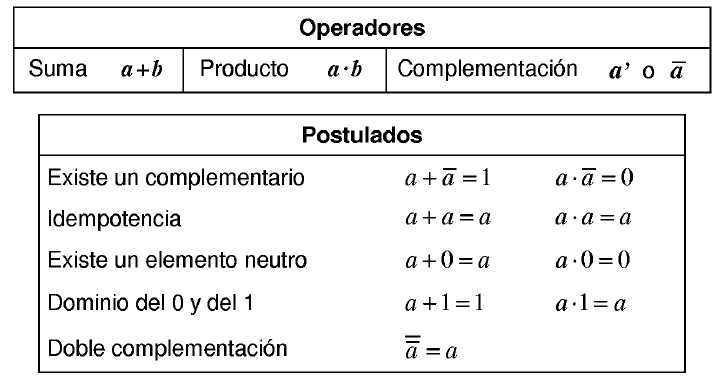 Operadores
Suma a+b Producto a·b Complementación a’ o a̅
Postulados
Existe un complementario a + a̅ = 1 a · a̅ = 0
Idempotencia a + a = a a · a = a
Existe un elemento neutro a + 0 = a a · 0 = 0
Dominio del 0 y del 1 a + 1 = 1 a · 1 = a
Doble complementación a̿ = a